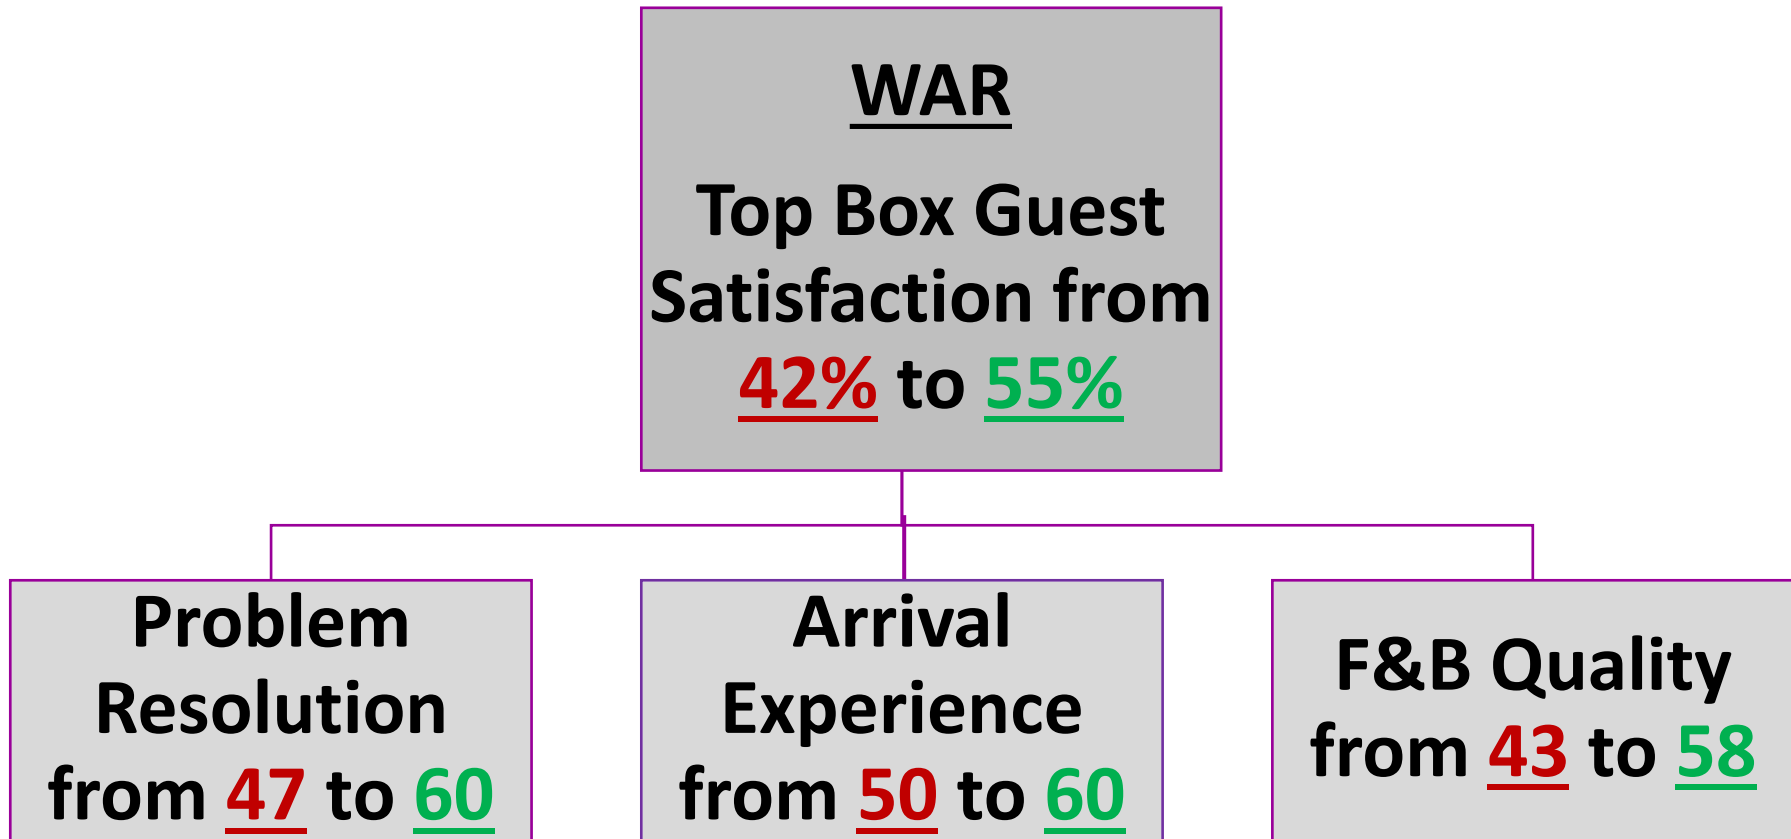 WAR
Top Box Guest
Satisfaction from
42% to 55%
Problem
Resolution
from 47 to 60
Arrival
Experience
from 50 to 60
F&B Quality
from 43 to 58